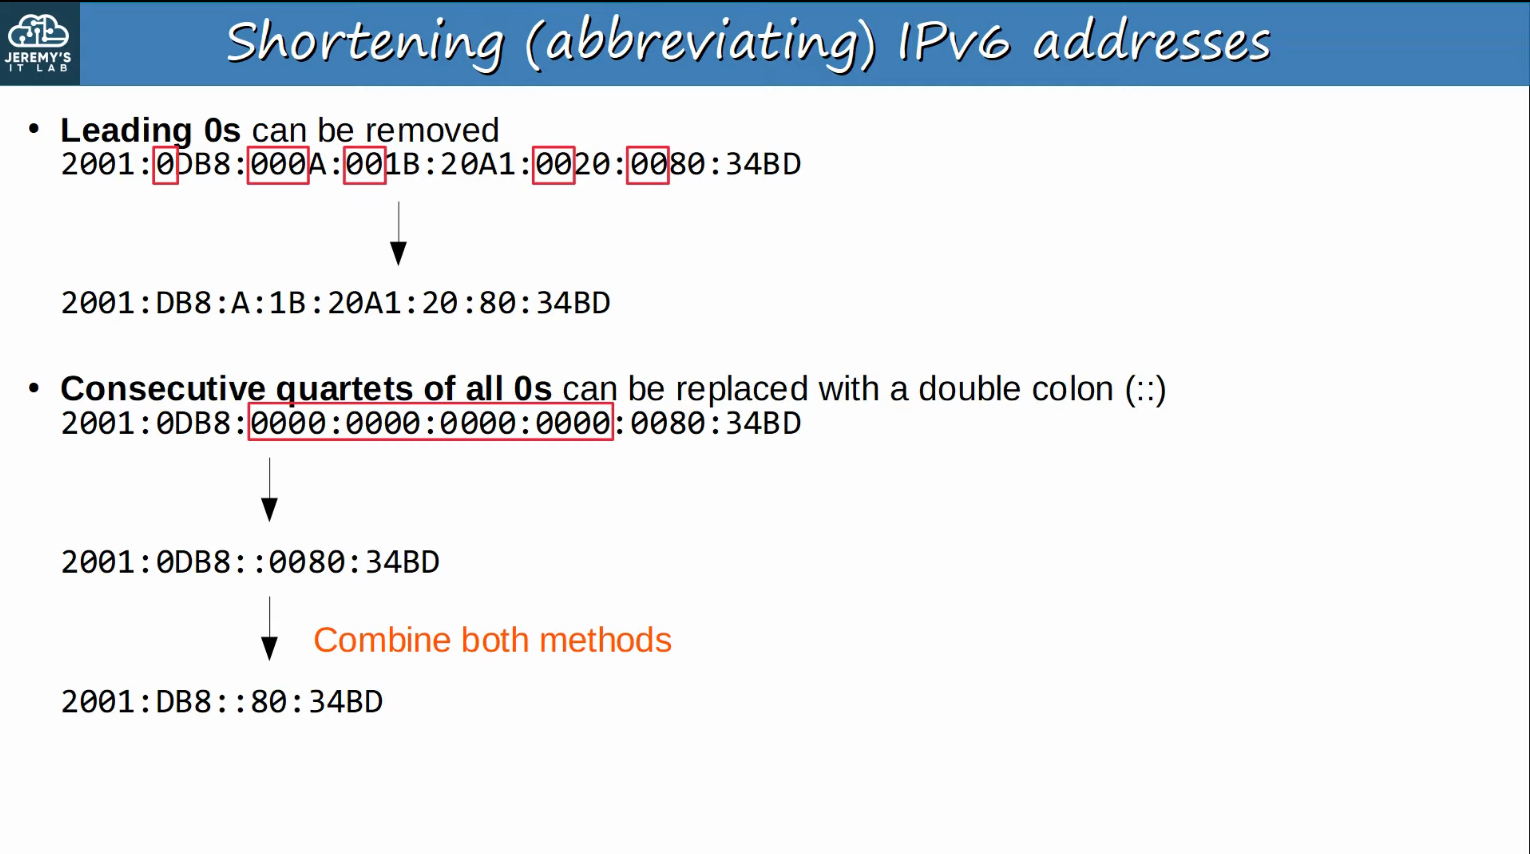 JEREMY'S
IT LAB
Shortening (abbreviating) IPv6 addresses
• Leading 0s can be removed
2001:0DB8:000A:001B:20A1:0020:0080:34BD
2001:DB8:A:1B:20A1:20:80:34BD
• Consecutive quartets of all 0s can be replaced with a double colon (::)
2001:0DB8:0000:0000:0000:0000:0080:34BD
2001:0DB8::0080:34BD
Combine both methods
2001:DB8::80:34BD